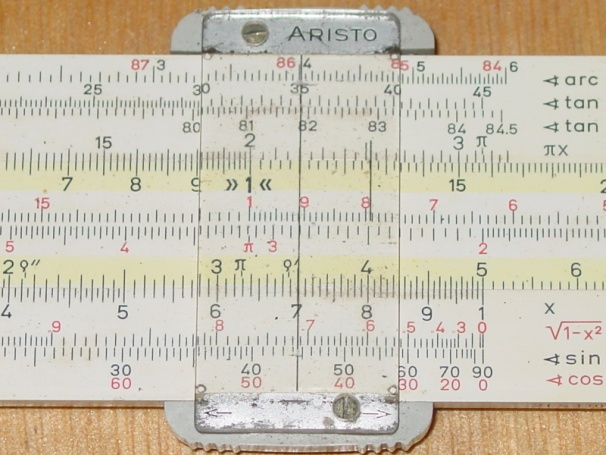 ARISTO
87 3 86 4 85 5 84 6 ∢ arc
25 30 35 40 45 ∢ tan
80 81 82 83 84 84.5 ∢ tan
15 2 3 π πx
7 8 9 »1« 15 2
15 1 9 8 7 6 5
5 4 π 3 2
2 ρ″ 3 π ρ′ 4 5 6
4 5 6 7 8 9 1 x
.9 .8 .7 .6 .5 .4 .3 0 √1-x²
30 40 50 60 70 90 ∢ sin
60 50 40 30 20 0 ∢ cos